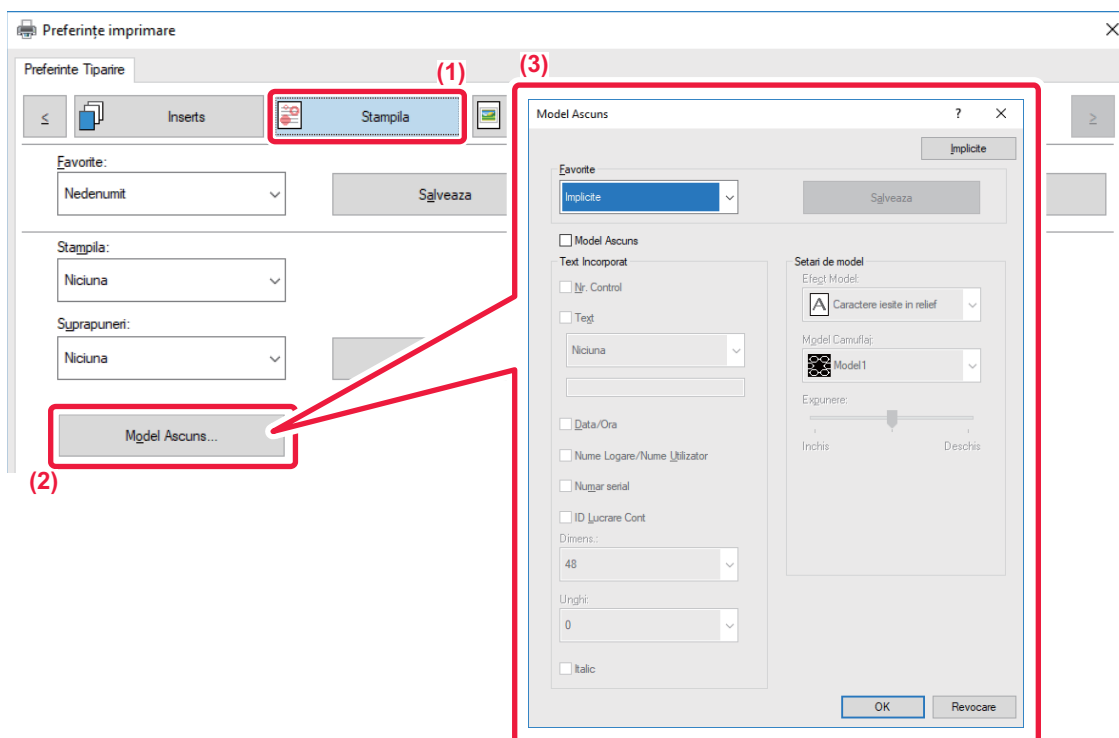 Preferințe imprimare
Preferinte Tiparire
(1)
(3)
< Inserts Stampila >
Favorite:
Nedenumit Salveaza
Stampila:
Niciuna
Suprapuneri:
Niciuna
Model Ascuns...
(2)
Model Ascuns ? X
Implicite
Favorite
Implicite Salveaza
Model Ascuns
Text Incorporat
Nr. Control
Text
Niciuna
Data/Ora
Nume Logare/Nume Utilizator
Numar serial
ID Lucrare Cont
Dimens.:
48
Unghi:
0
Italic
Setari de model
Efect Model:
A Caractere iesite in relief
Model Camuflaj:
Model1
Expunere:
Inchis Deschis
OK Revocare